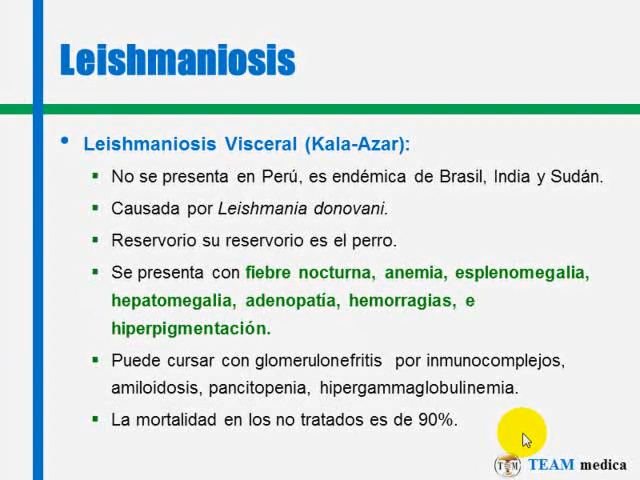 Leishmaniosis
• Leishmaniosis Visceral (Kala-Azar):
▪ No se presenta en Perú, es endémica de Brasil, India y Sudán.
▪ Causada por Leishmania donovani.
▪ Reservorio su reservorio es el perro.
▪ Se presenta con fiebre nocturna, anemia, esplenomegalia,
hepatomegalia, adenopatía, hemorragias, e
hiperpigmentación.
▪ Puede cursar con glomerulonefritis por inmunocomplejos,
amiloidosis, pancitopenia, hipergammaglobulinemia.
▪ La mortalidad en los no tratados es de 90%.
TEAM medica